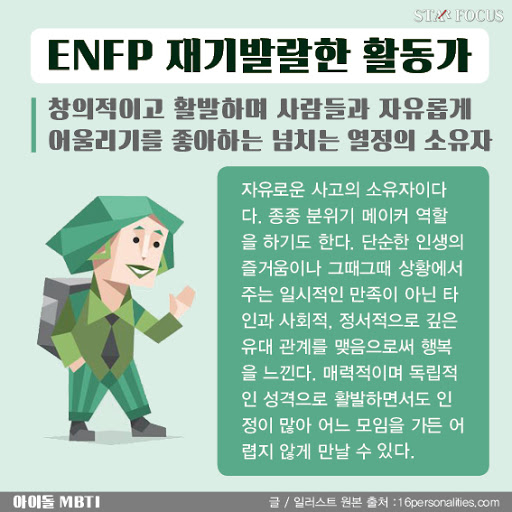 STAR FOCUS
ENFP 재기발랄한 활동가
창의적이고 활발하며 사람들과 자유롭게
어울리기를 좋아하는 넘치는 열정의 소유자
자유로운 사고의 소유자이다
다. 종종 분위기 메이커 역할
을 하기도 한다. 단순한 인생의
즐거움이나 그때그때 상황에서
주는 일시적인 만족이 아닌 타
인과 사회적, 정서적으로 깊은
유대 관계를 맺음으로써 행복
을 느낀다. 매력적이며 독립적
인 성격으로 활발하면서도 인
정이 많아 어느 모임을 가든 어
렵지 않게 만날 수 있다.
아이돌 MBTI
글 / 일러스트 원본 출처 :16personalities.com